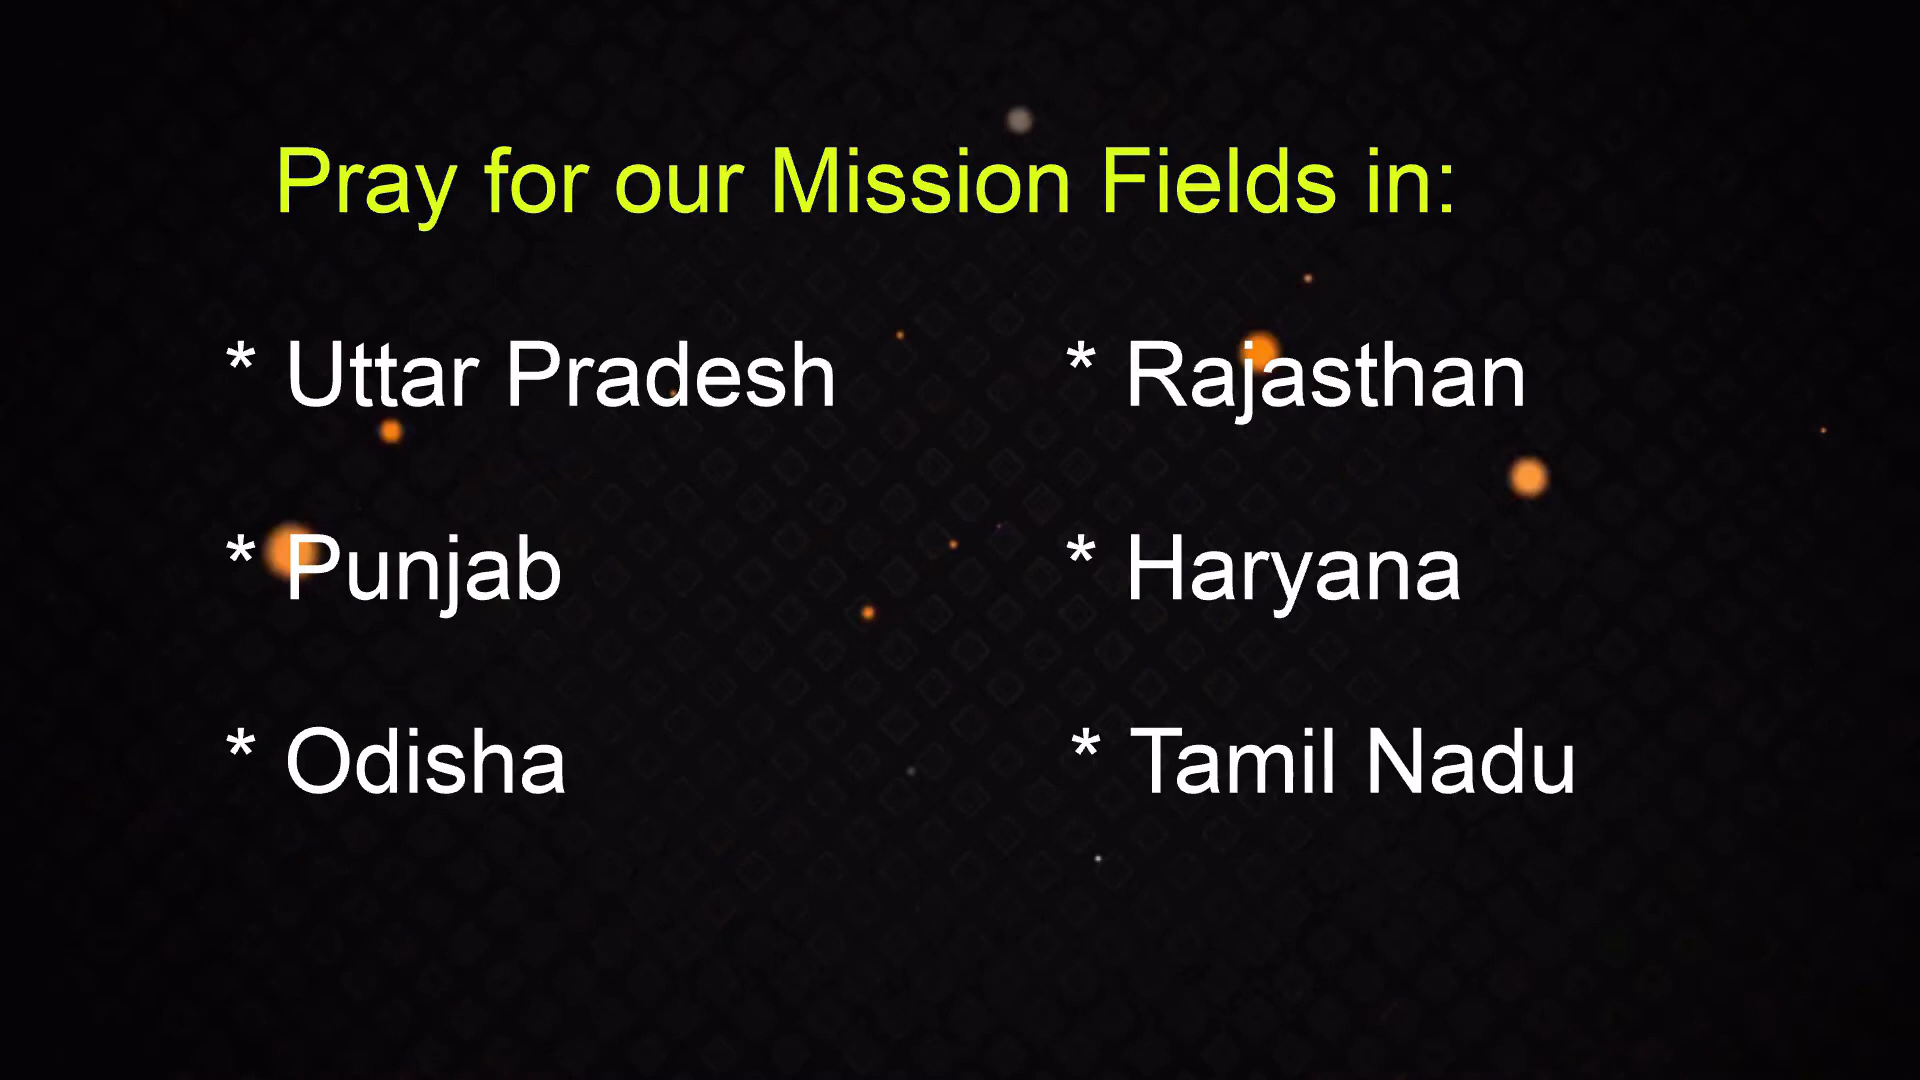 Pray for our Mission Fields in:
* Uttar Pradesh * Rajasthan
* Punjab * Haryana
* Odisha * Tamil Nadu